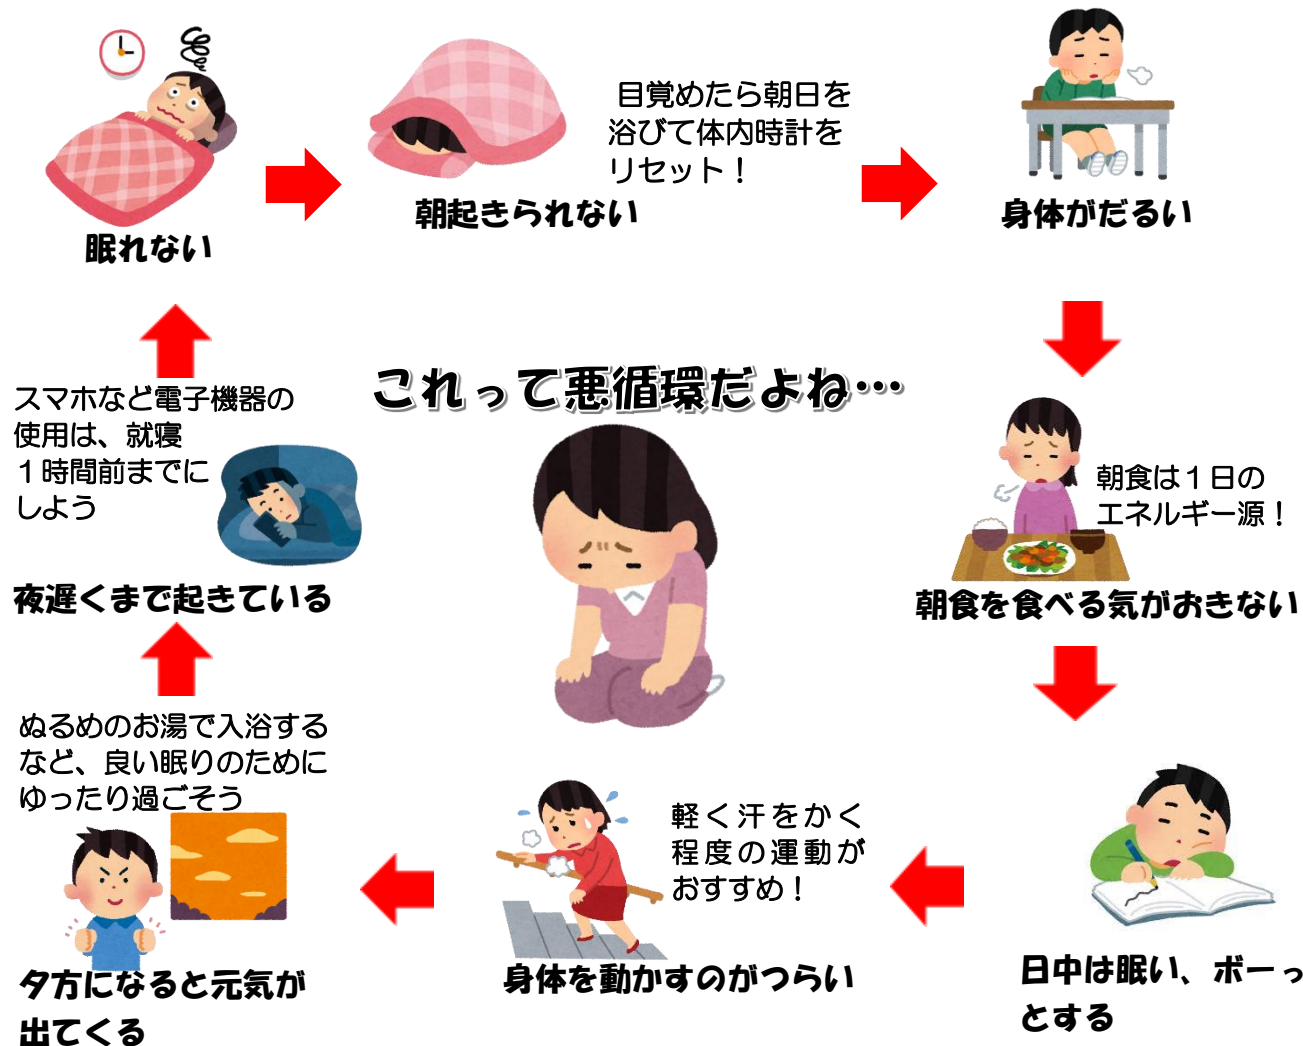 目覚めたら朝日を
浴びて体内時計を
リセット！
眠れない
朝起きられない
身体がだるい
これって悪循環だよね…
スマホなど電子機器の
使用は、就寝
１時間前までに
しよう
夜遅くまで起きている
朝食は１日の
エネルギー源！
朝食を食べる気がおきない
ぬるめのお湯で入浴する
など、良い眠りのために
ゆったり過ごそう
夕方になると元気が
出てくる
軽く汗をかく
程度の運動が
おすすめ！
身体を動かすのがつらい
日中は眠い、ボーっ
とする